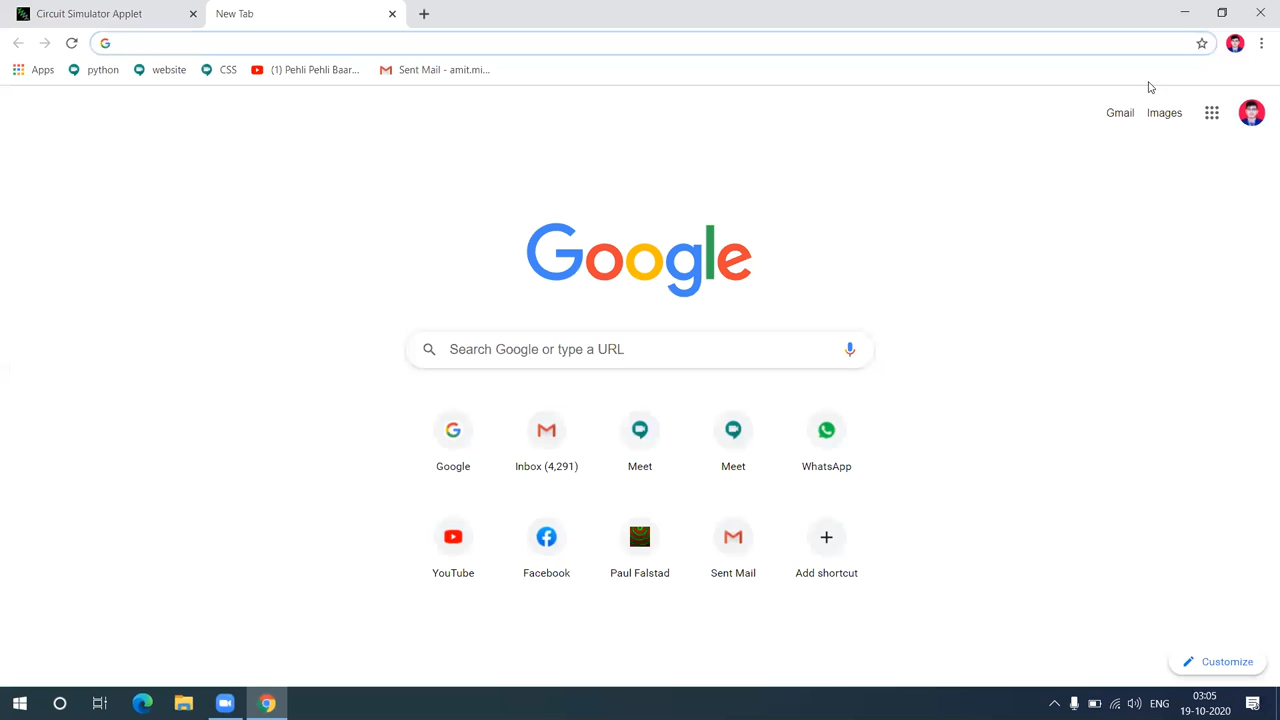 Circuit Simulator Applet
New Tab
Apps
python
website
CSS
(1) Pehli Pehli Baar...
Sent Mail - amit.mi...
Gmail
Images
Google
Search Google or type a URL
Google
Inbox (4,291)
Meet
Meet
WhatsApp
YouTube
Facebook
Paul Falstad
Sent Mail
Add shortcut
Customize
ENG
03:05
19-10-2020